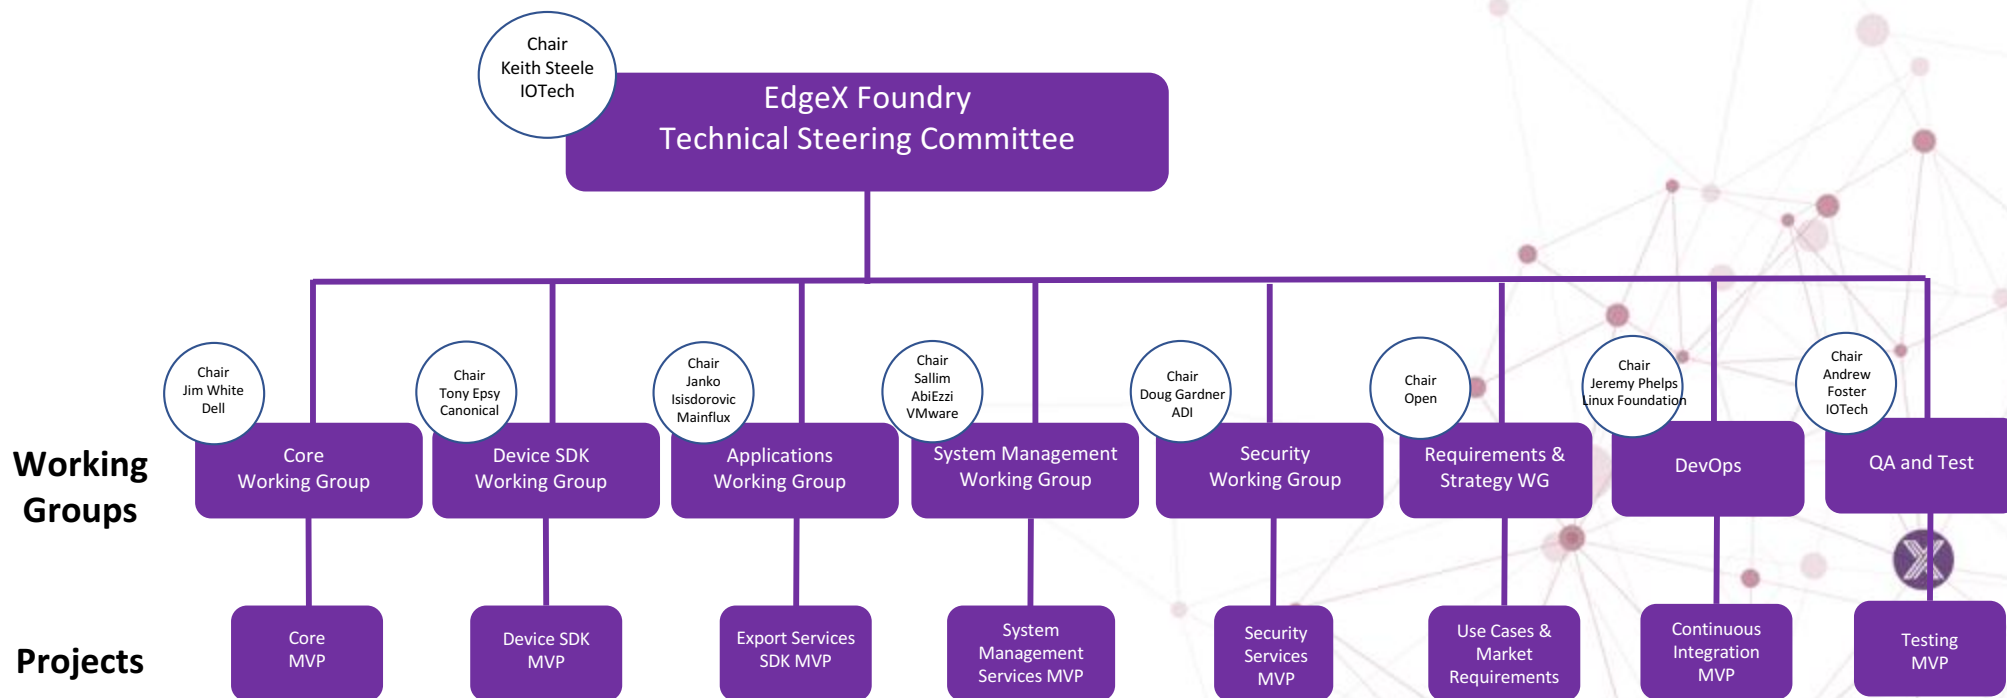 Chair
Keith Steele
IOTech
EdgeX Foundry
Technical Steering Committee
Chair
Jim White
Dell
Chair
Tony Epsy
Canonical
Chair
Janko
Isisdorovic
Mainflux
Chair
Sallim
AbiEzzi
VMware
Chair
Doug Gardner
ADI
Chair
Open
Chair
Jeremy Phelps
Linux Foundation
Chair
Andrew
Foster
IOTech
Working
Groups
Core
Working Group
Device SDK
Working Group
Applications
Working Group
System Management
Working Group
Security
Working Group
Requirements &
Strategy WG
DevOps
QA and Test
Projects
Core
MVP
Device SDK
MVP
Export Services
SDK MVP
System
Management
Services MVP
Security
Services
MVP
Use Cases &
Market
Requirements
Continuous
Integration
MVP
Testing
MVP